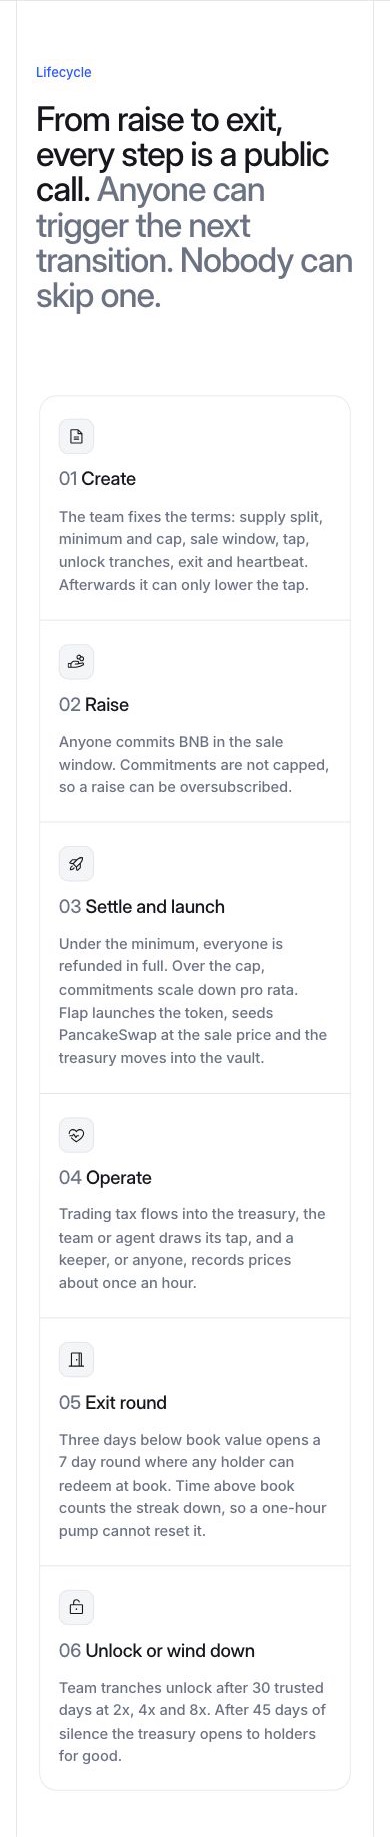 Lifecycle
From raise to exit,
every step is a public
call. Anyone can
trigger the next
transition. Nobody can
skip one.
01 Create
The team fixes the terms: supply split,
minimum and cap, sale window, tap,
unlock tranches, exit and heartbeat.
Afterwards it can only lower the tap.
02 Raise
Anyone commits BNB in the sale
window. Commitments are not capped,
so a raise can be oversubscribed.
03 Settle and launch
Under the minimum, everyone is
refunded in full. Over the cap,
commitments scale down pro rata.
Flap launches the token, seeds
PancakeSwap at the sale price and the
treasury moves into the vault.
04 Operate
Trading tax flows into the treasury, the
team or agent draws its tap, and a
keeper, or anyone, records prices
about once an hour.
05 Exit round
Three days below book value opens a
7 day round where any holder can
redeem at book. Time above book
counts the streak down, so a one-hour
pump cannot reset it.
06 Unlock or wind down
Team tranches unlock after 30 trusted
days at 2x, 4x and 8x. After 45 days of
silence the treasury opens to holders
for good.